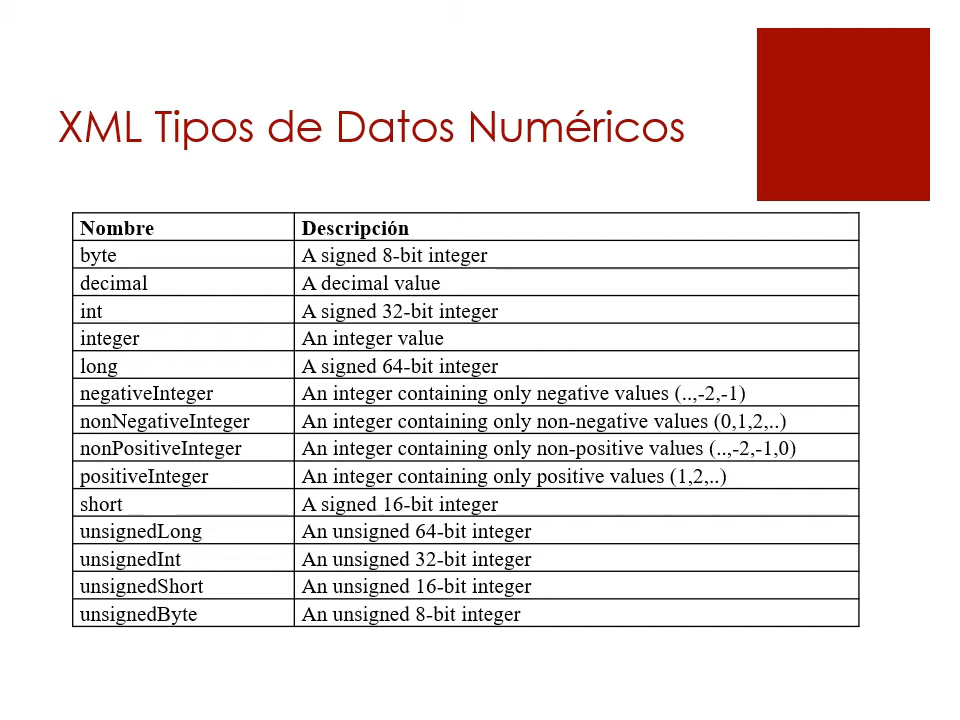 XML Tipos de Datos Numéricos
Nombre Descripción
byte A signed 8-bit integer
decimal A decimal value
int A signed 32-bit integer
integer An integer value
long A signed 64-bit integer
negativeInteger An integer containing only negative values (..,-2,-1)
nonNegativeInteger An integer containing only non-negative values (0,1,2,..)
nonPositiveInteger An integer containing only non-positive values (..,-2,-1,0)
positiveInteger An integer containing only positive values (1,2,..)
short A signed 16-bit integer
unsignedLong An unsigned 64-bit integer
unsignedInt An unsigned 32-bit integer
unsignedShort An unsigned 16-bit integer
unsignedByte An unsigned 8-bit integer